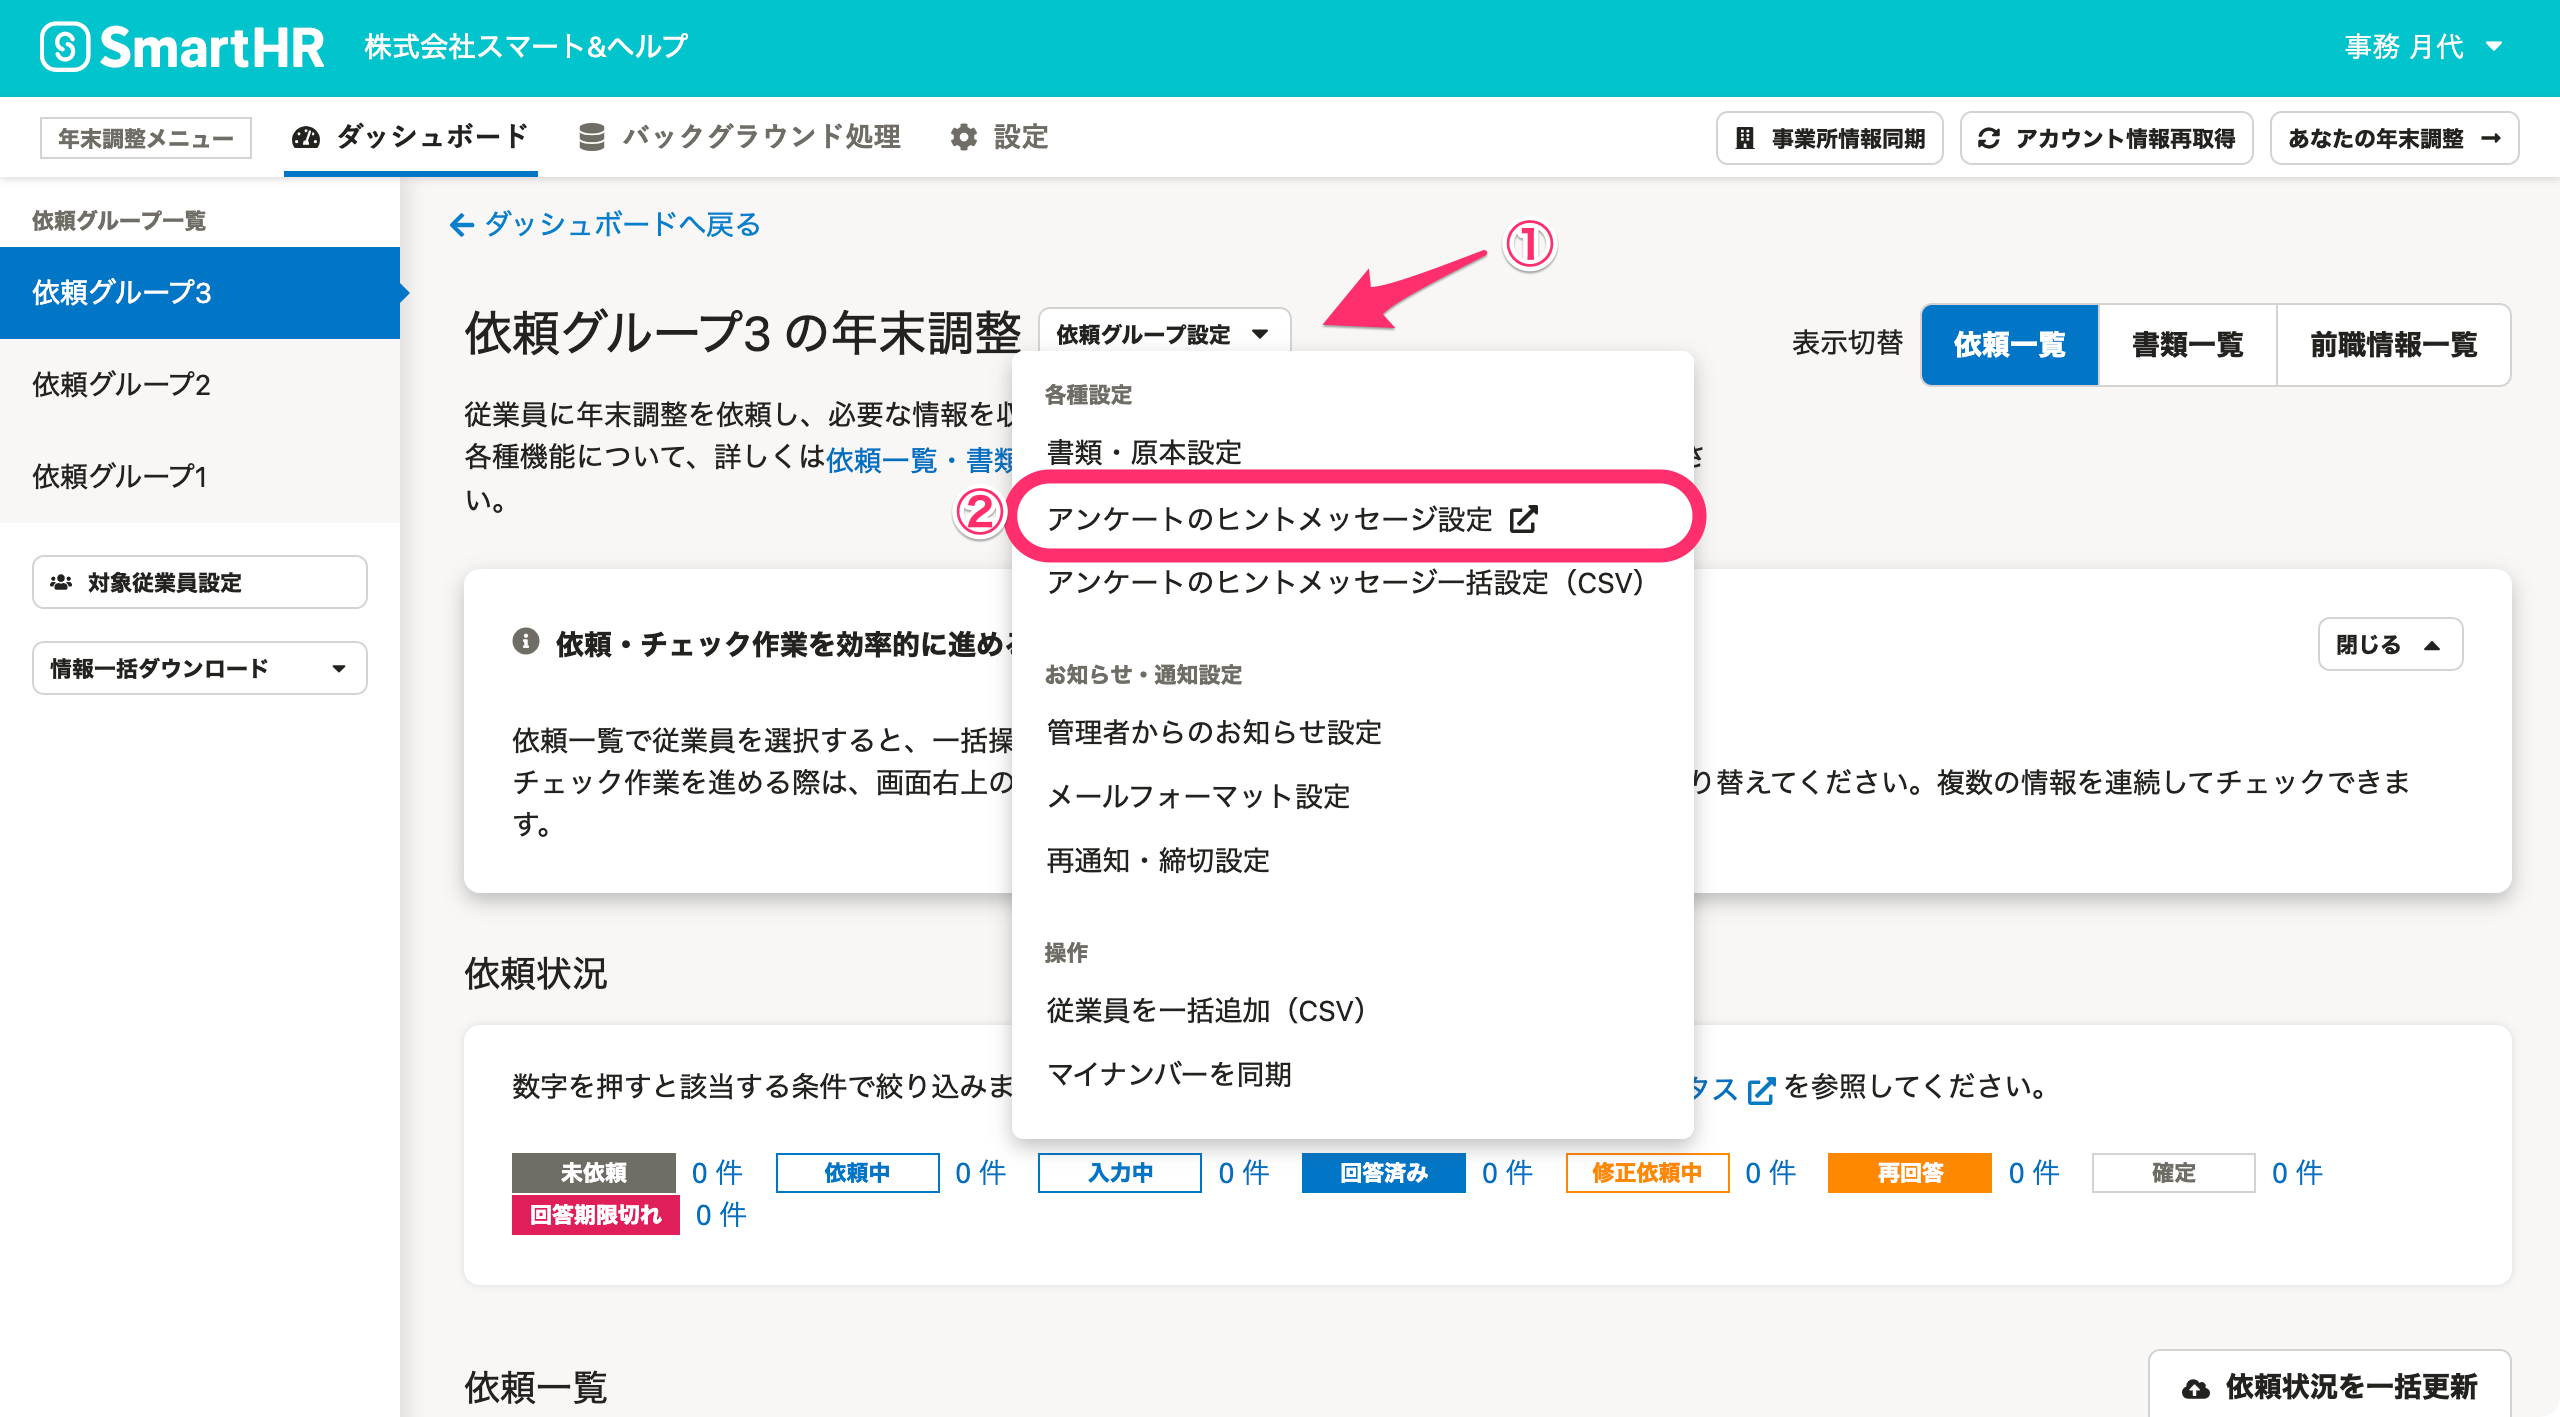 SmartHR 株式会社スマート&ヘルプ 事務 月代
年末調整メニュー ダッシュボード バックグラウンド処理 設定 事業所情報同期 アカウント情報再取得 あなたの年末調整 →
依頼グループ一覧
依頼グループ3
依頼グループ2
依頼グループ1
対象従業員設定
情報一括ダウンロード
← ダッシュボードへ戻る
①
依頼グループ3 の年末調整 依頼グループ設定
表示切替 依頼一覧 書類一覧 前職情報一覧
従業員に年末調整を依頼し、必要な情報を
各種機能について、詳しくは依頼一覧・書類 さ
い。
各種設定
書類・原本設定
②
アンケートのヒントメッセージ設定
アンケートのヒントメッセージ一括設定（CSV）
お知らせ・通知設定
管理者からのお知らせ設定
メールフォーマット設定
再通知・締切設定
操作
従業員を一括追加（CSV）
マイナンバーを同期
依頼・チェック作業を効率的に進める
閉じる
依頼一覧で従業員を選択すると、一括操
チェック作業を進める際は、画面右上の り替えてください。複数の情報を連続してチェックできま
す。
依頼状況
数字を押すと該当する条件で絞り込みま タス を参照してください。
未依頼 0 件 依頼中 0 件 入力中 0 件 回答済み 0 件 修正依頼中 0 件 再回答 0 件 確定 0 件
回答期限切れ 0 件
依頼一覧
依頼状況を一括更新